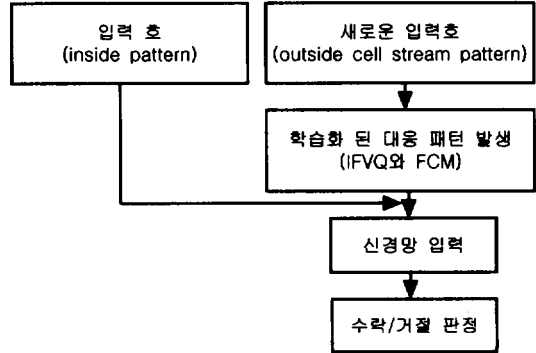 입력 호
(inside pattern)
새로운 입력호
(outside cell stream pattern)
학습화 된 대응 패턴 발생
(IFVQ와 FCM)
신경망 입력
수락/거절 판정